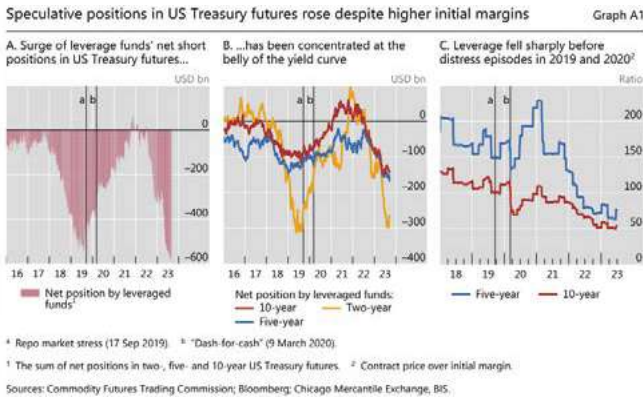 Speculative positions in US Treasury futures rose despite higher initial margins Graph A1
A. Surge of leverage funds' net short positions in US Treasury futures...
USD bn
a b
0
-200
-400
-600
16 17 18 19 20 21 22 23
Net position by leveraged funds¹
B. ...has been concentrated at the belly of the yield curve
USD bn
a b
0
-100
-200
-300
-400
16 17 18 19 20 21 22 23
Net position by leveraged funds:
10-year Two-year
Five-year
C. Leverage fell sharply before distress episodes in 2019 and 2020²
Ratio
a b
200
150
100
50
0
18 19 20 21 22 23
Five-year 10-year
ᵃ Repo market stress (17 Sep 2019). ᵇ "Dash-for-cash" (9 March 2020).
¹ The sum of net positions in two-, five- and 10-year US Treasury futures. ² Contract price over initial margin.
Sources: Commodity Futures Trading Commission; Bloomberg; Chicago Mercantile Exchange, BIS.